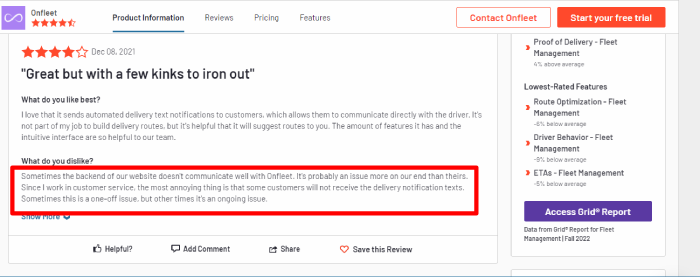 Onfleet
Product Information
Reviews
Pricing
Features
Contact Onfleet
Start your free trial
Dec 08, 2021
"Great but with a few kinks to iron out"
What do you like best?
I love that it sends automated delivery text notifications to customers, which allows them to communicate directly with the driver. It's
not part of my job to build delivery routes, but it's helpful that it will suggest routes to you. The amount of features it has and the
intuitive interface are so helpful to our team.
What do you dislike?
Sometimes the backend of our website doesn't communicate well with Onfleet. It's probably an issue more on our end than theirs.
Since I work in customer service, the most annoying thing is that some customers will not receive the delivery notification texts.
Sometimes this is a one-off issue, but other times it's an ongoing issue.
Show More
Helpful?
Add Comment
Share
Save this Review
Proof of Delivery - Fleet
Management
4% above average
Lowest-Rated Features
Route Optimization - Fleet
Management
-6% below average
Driver Behavior - Fleet
Management
-9% below average
ETAs - Fleet Management
-5% below average
Access Grid® Report
Data from Grid® Report for Fleet
Management | Fall 2022